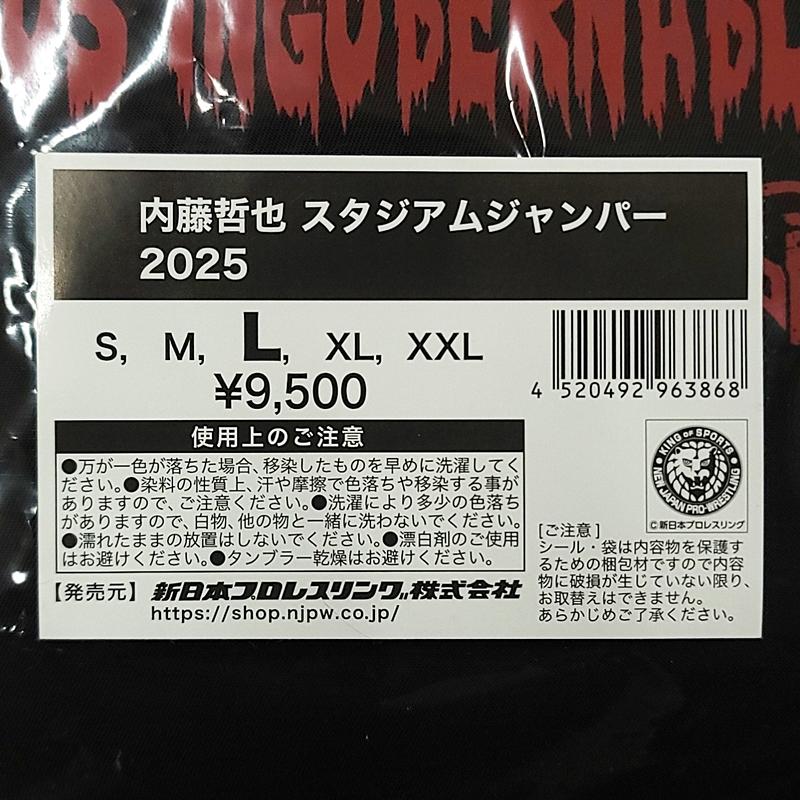 OS INGOBERNABLE
内藤哲也 スタジアムジャンパー
2025
S, M, L, XL, XXL
¥9,500
4 520492 963868
使用上のご注意
●万が一色が落ちた場合、移染したものを早めに洗濯してく
ださい。●染料の性質上、汗や摩擦で色落ちや移染する事が
ありますので、ご注意ください。●洗濯により多少の色落ち
がありますので、白物、他の物と一緒に洗わないでください。
●濡れたままの放置はしないでください。●漂白剤のご使用
はお避けください。●タンブラー乾燥はお避けください。
KING OF SPORTS
NEW JAPAN PRO-WRESTLING
©新日本プロレスリング
[ご注意]
シール・袋は内容物を保護す
るための梱包材ですので内容
物に破損が生じていない限り、
お取替えはできません。
あらかじめご了承ください。
【発売元】 新日本プロレスリング株式会社
https://shop.njpw.co.jp/